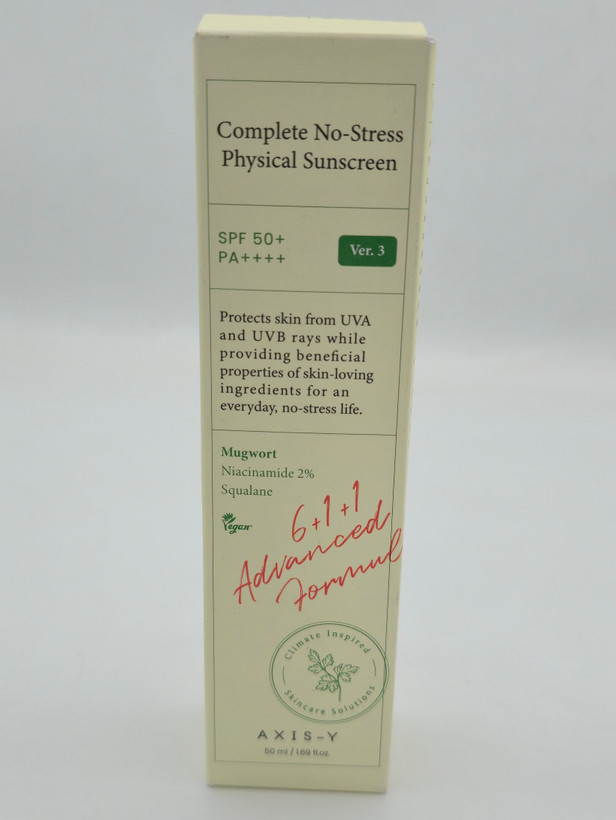 Complete No-Stress
Physical Sunscreen
SPF 50+
PA++++
Ver. 3
Protects skin from UVA
and UVB rays while
providing beneficial
properties of skin-loving
ingredients for an
everyday, no-stress life.
Mugwort
Niacinamide 2%
Squalane
Vegan
6+1+1
Advanced
Formul
Climate Inspired
Skincare Solutions
AXIS-Y
50 ml / 1.69 fl.oz.